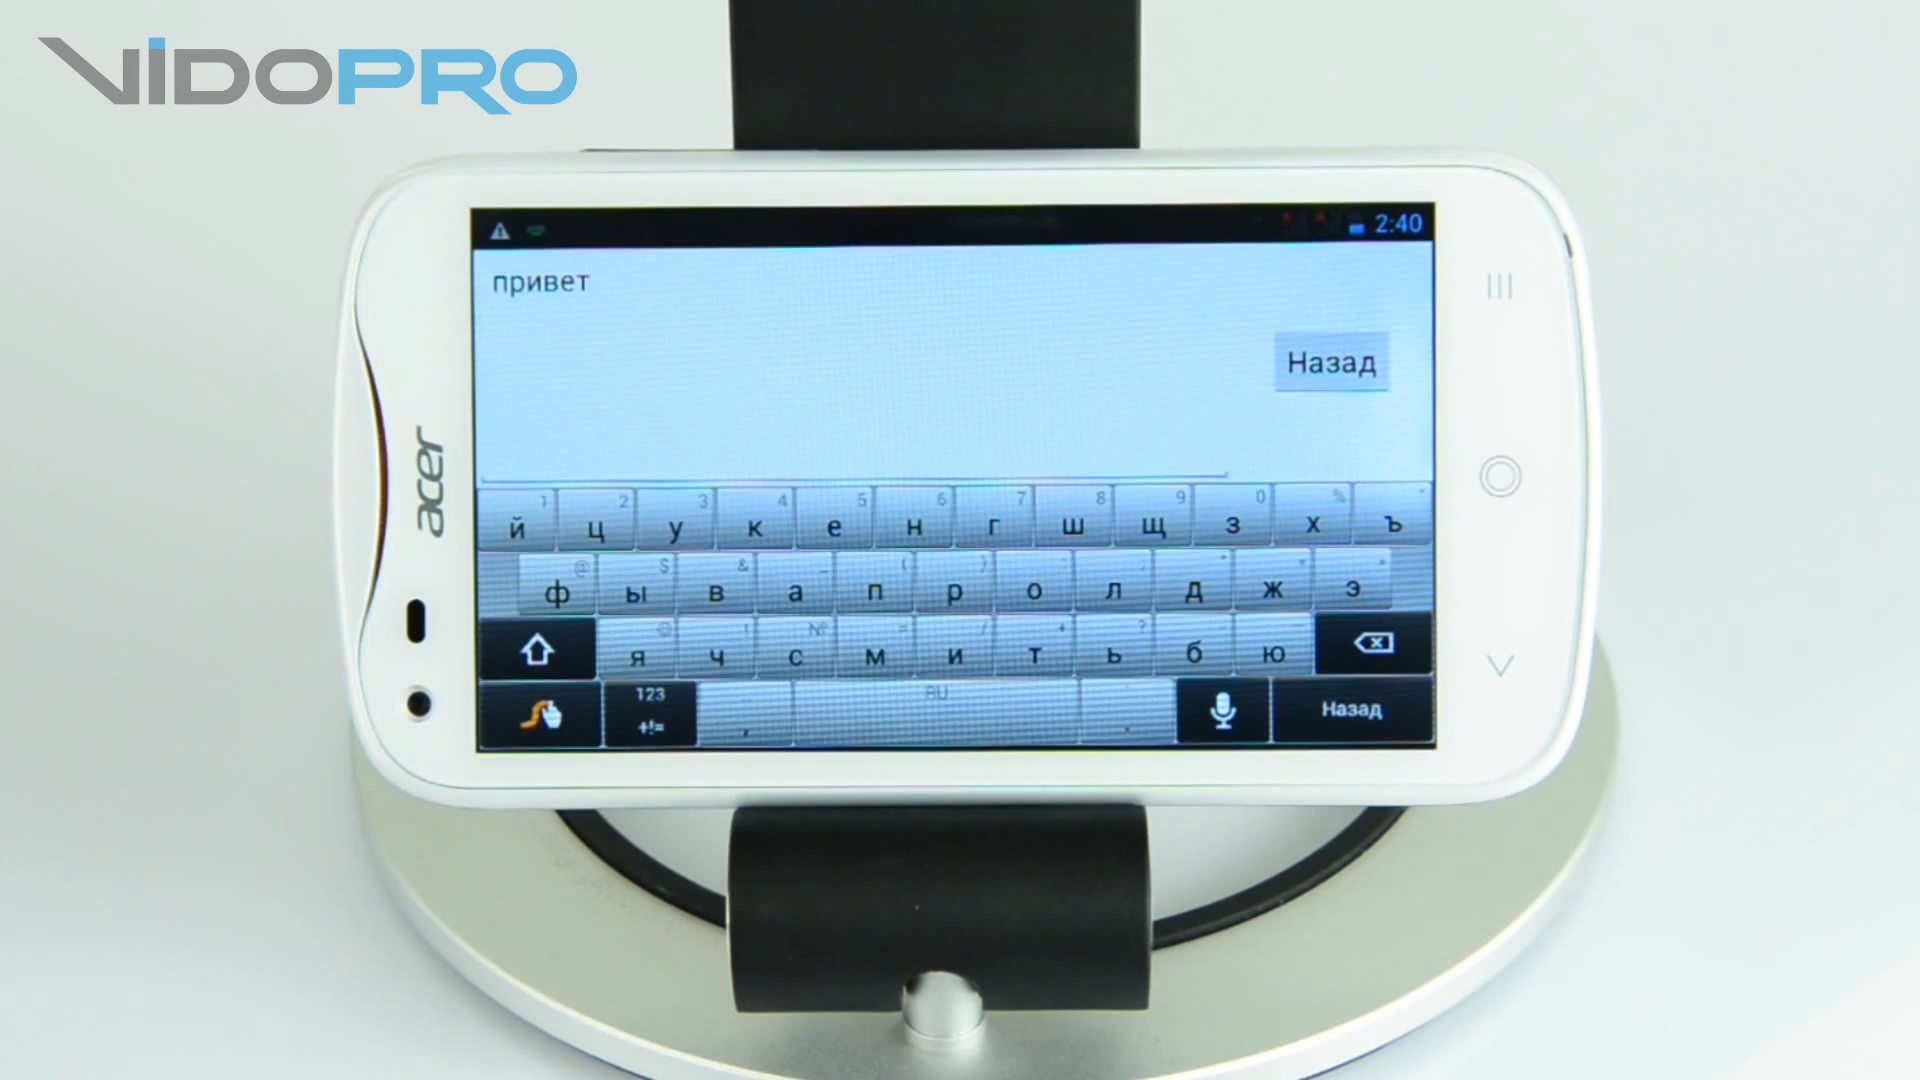 VIDOPRO
2:40
привет
Назад
acer
1 2 3 4 5 6 7 8 9 0 %
й ц у к е н г ш щ з х ъ
@ $ & _ ( )
ф ы в а п р о л д ж э
! № = / + ?
я ч с м и т ь б ю
123 RU
+!= , . Назад